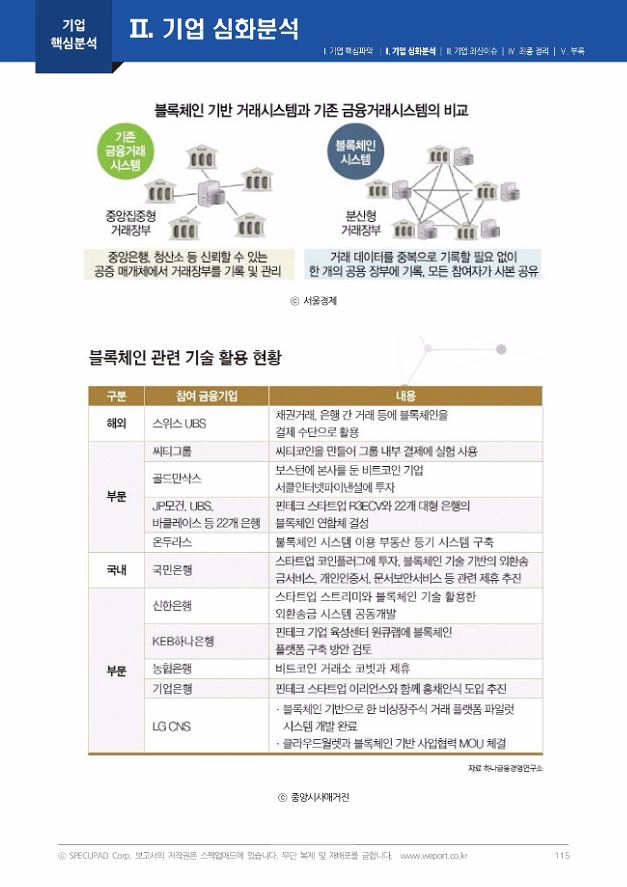 기업
핵심분석
Ⅱ. 기업 심화분석
Ⅰ. 기업 핵심파악 | Ⅱ. 기업 심화분석 | Ⅲ. 기업 최신이슈 | Ⅳ. 최종 정리 | Ⅴ. 부록
블록체인 기반 거래시스템과 기존 금융거래시스템의 비교
기존
금융거래
시스템
블록체인
시스템
중앙집중형
거래장부
분산형
거래장부
중앙은행, 청산소 등 신뢰할 수 있는
공증 매개체에서 거래장부를 기록 및 관리
거래 데이터를 중복으로 기록할 필요 없이
한 개의 공용 장부에 기록, 모든 참여자가 사본 공유
ⓒ 서울경제
블록체인 관련 기술 활용 현황
구분 참여 금융기업 내용
해외 스위스 UBS 채권거래, 은행 간 거래 등에 블록체인을
결제 수단으로 활용
부문 씨티그룹 씨티코인을 만들어 그룹 내부 결제에 실험 사용
골드만삭스 보스턴에 본사를 둔 비트코인 기업
서클인터넷파이낸셜에 투자
JP모건, UBS, 핀테크 스타트업 R3ECV와 22개 대형 은행의
바클레이스 등 22개 은행 블록체인 연합체 결성
온두라스 블록체인 시스템 이용 부동산 등기 시스템 구축
국내 국민은행 스타트업 코인플러그에 투자, 블록체인 기술 기반의 외환송
금서비스, 개인인증서, 문서보안서비스 등 관련 제휴 추진
부문 신한은행 스타트업 스트리미와 블록체인 기술 활용한
외환송금 시스템 공동개발
KEB하나은행 핀테크 기업 육성센터 원큐랩에 블록체인
플랫폼 구축 방안 검토
농협은행 비트코인 거래소 코빗과 제휴
기업은행 핀테크 스타트업 이리언스와 함께 홍채인식 도입 추진
LG CNS · 블록체인 기반으로 한 비상장주식 거래 플랫폼 파일럿
시스템 개발 완료
· 클라우드월렛과 블록체인 기반 사업협력 MOU 체결
자료 하나금융경영연구소
ⓒ 중앙시사매거진
ⓒ SPECUPAD Corp. 보고서의 저작권은 스펙업애드에 있습니다. 무단 복제 및 재배포를 금합니다. www.weport.co.kr 115